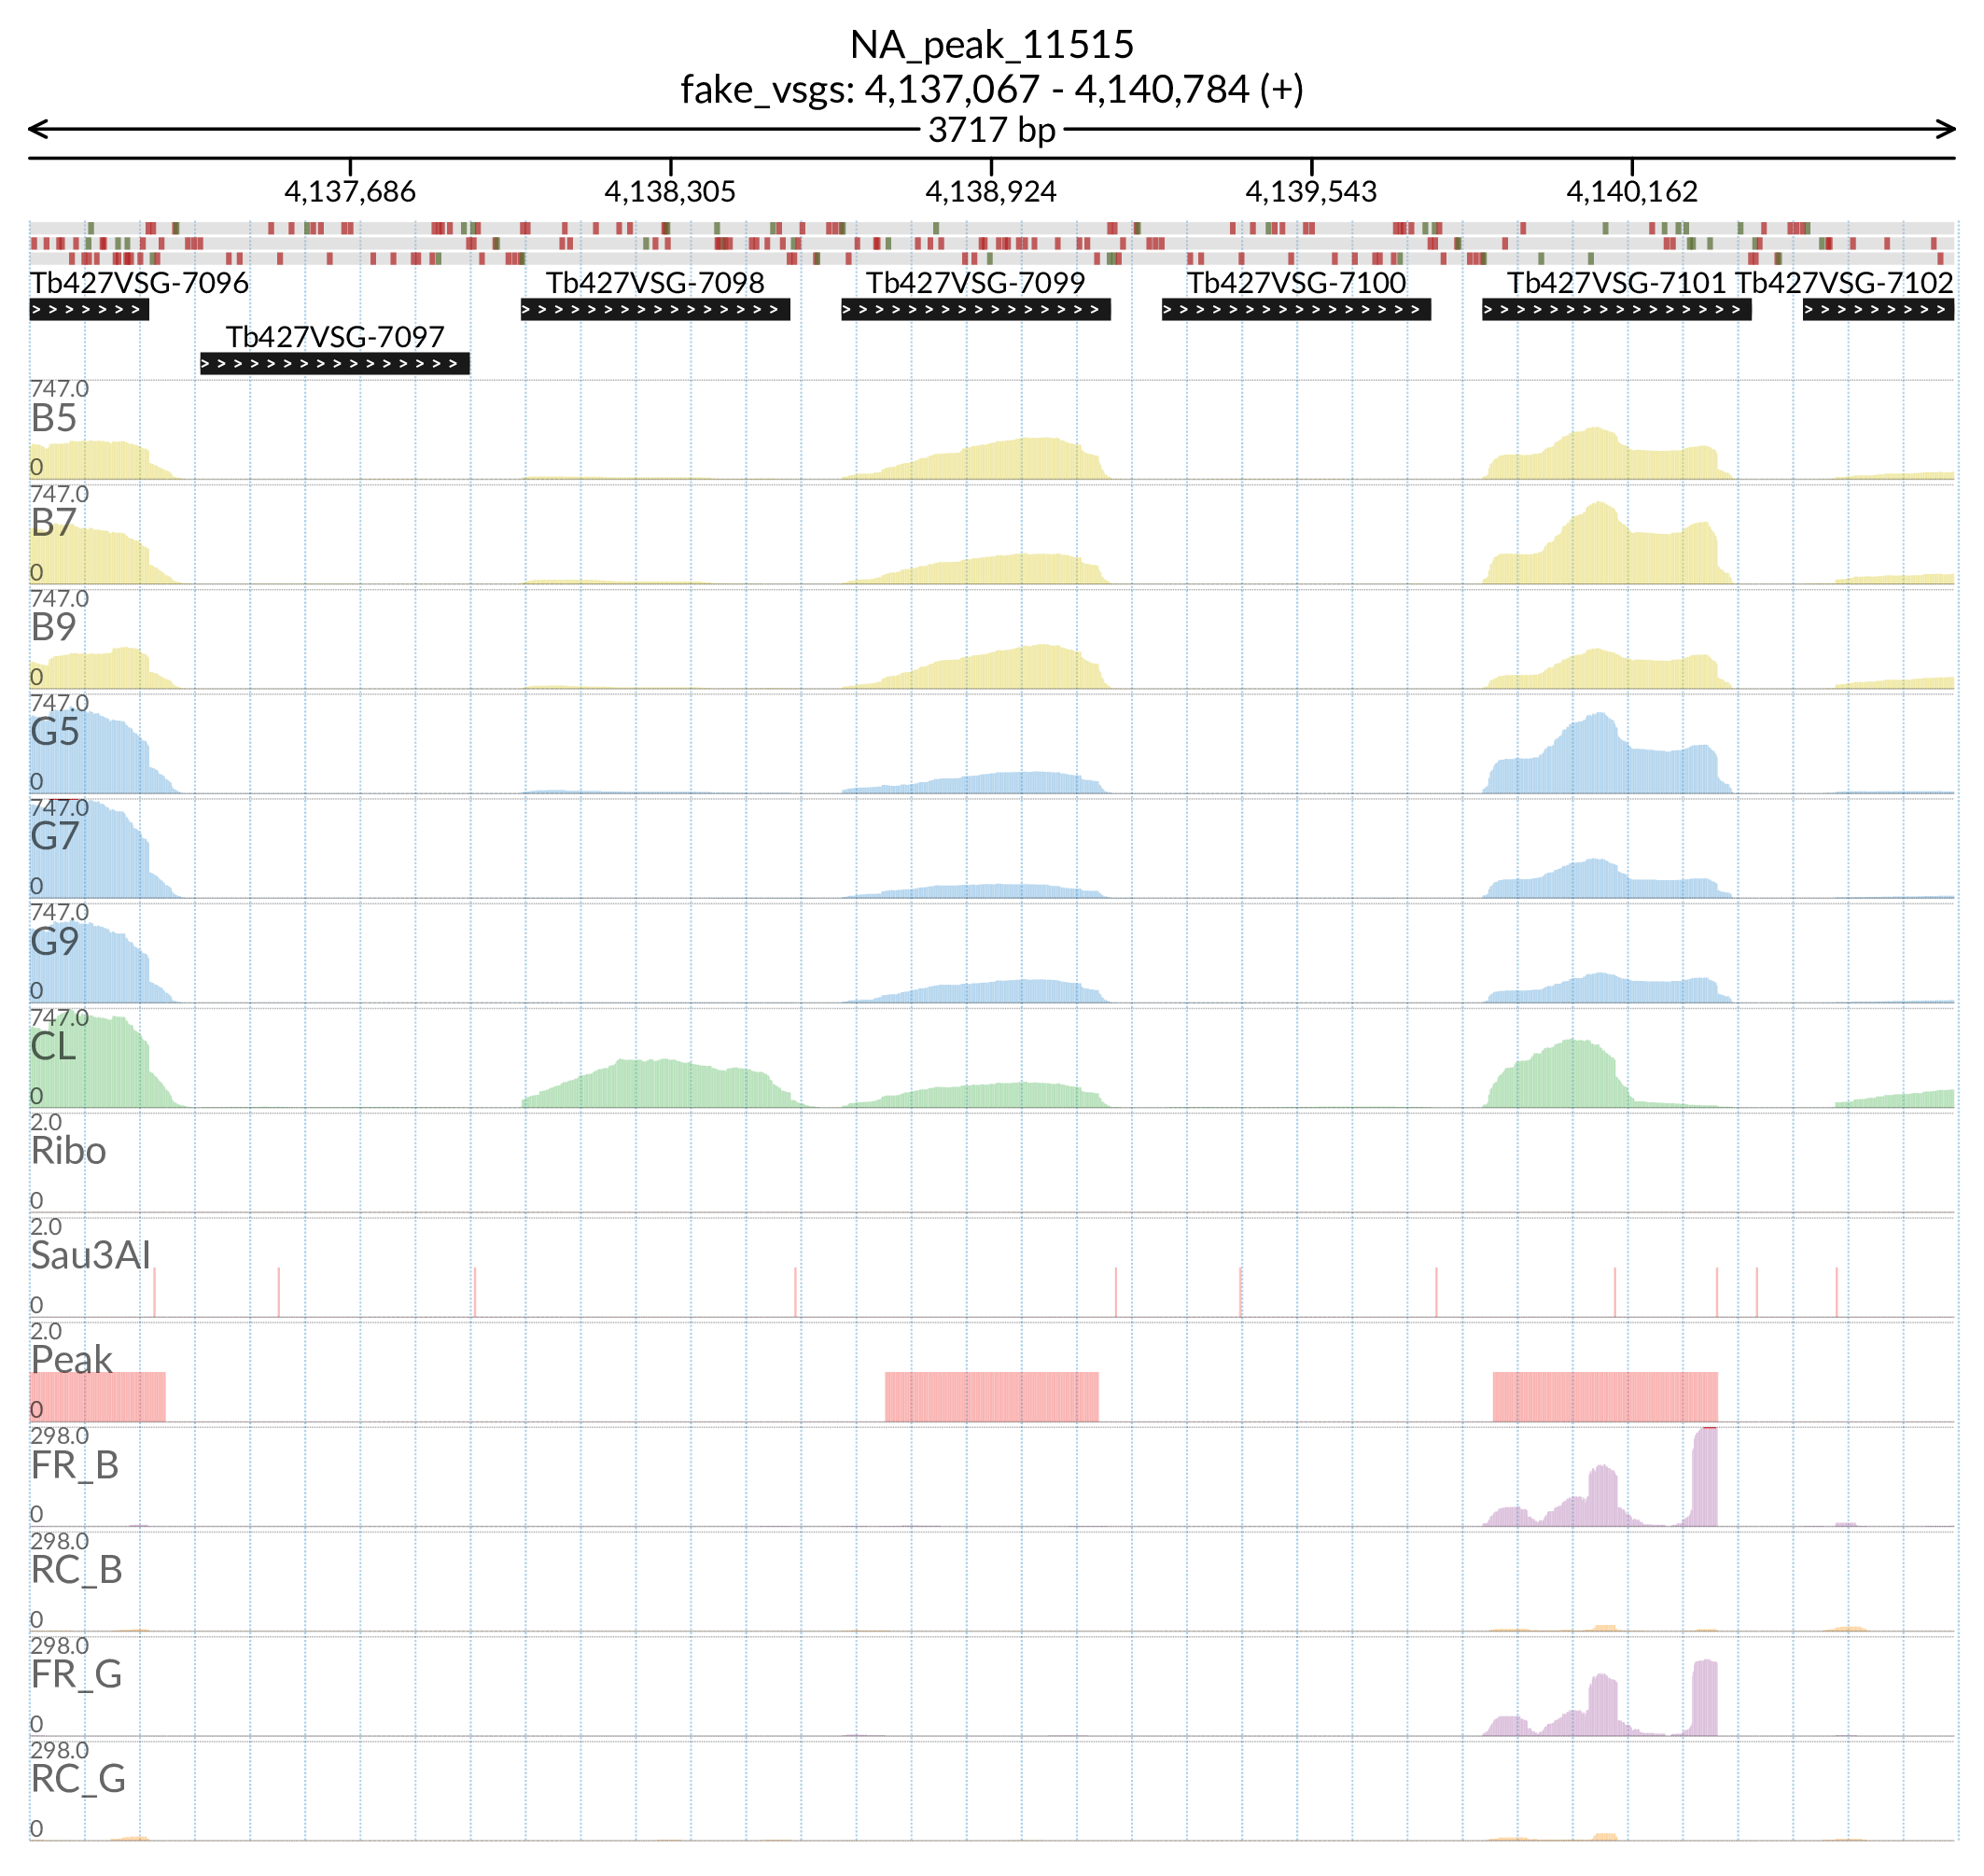 NA_peak_11515
fake_vsgs: 4,137,067 - 4,140,784 (+)
3717 bp
4,137,686 4,138,305 4,138,924 4,139,543 4,140,162
Tb427VSG-7096 Tb427VSG-7098 Tb427VSG-7099 Tb427VSG-7100 Tb427VSG-7101 Tb427VSG-7102
Tb427VSG-7097
747.0
B5
0
747.0
B7
0
747.0
B9
0
747.0
G5
0
747.0
G7
0
747.0
G9
0
747.0
CL
0
2.0
Ribo
0
2.0
Sau3AI
0
2.0
Peak
0
298.0
FR_B
0
298.0
RC_B
0
298.0
FR_G
0
298.0
RC_G
0